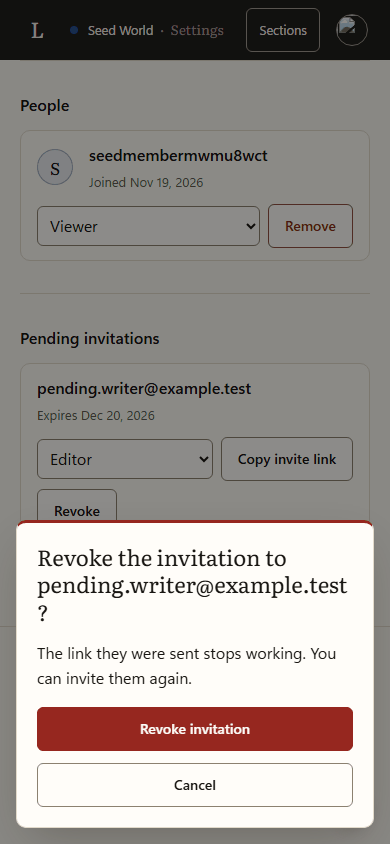 L
Seed World · Settings
Sections
People
S
seedmembermwmu8wct
Joined Nov 19, 2026
Viewer
Remove
Pending invitations
pending.writer@example.test
Expires Dec 20, 2026
Editor
Copy invite link
Revoke
Revoke the invitation to
pending.writer@example.test
?
The link they were sent stops working. You
can invite them again.
Revoke invitation
Cancel